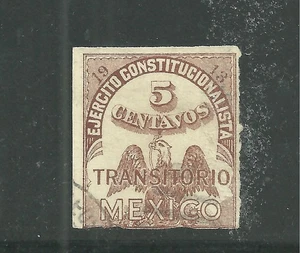 19 13
EJERCITO CONSTITUCIONALISTA
5
CENTAVOS
TRANSITORIO
MEXICO